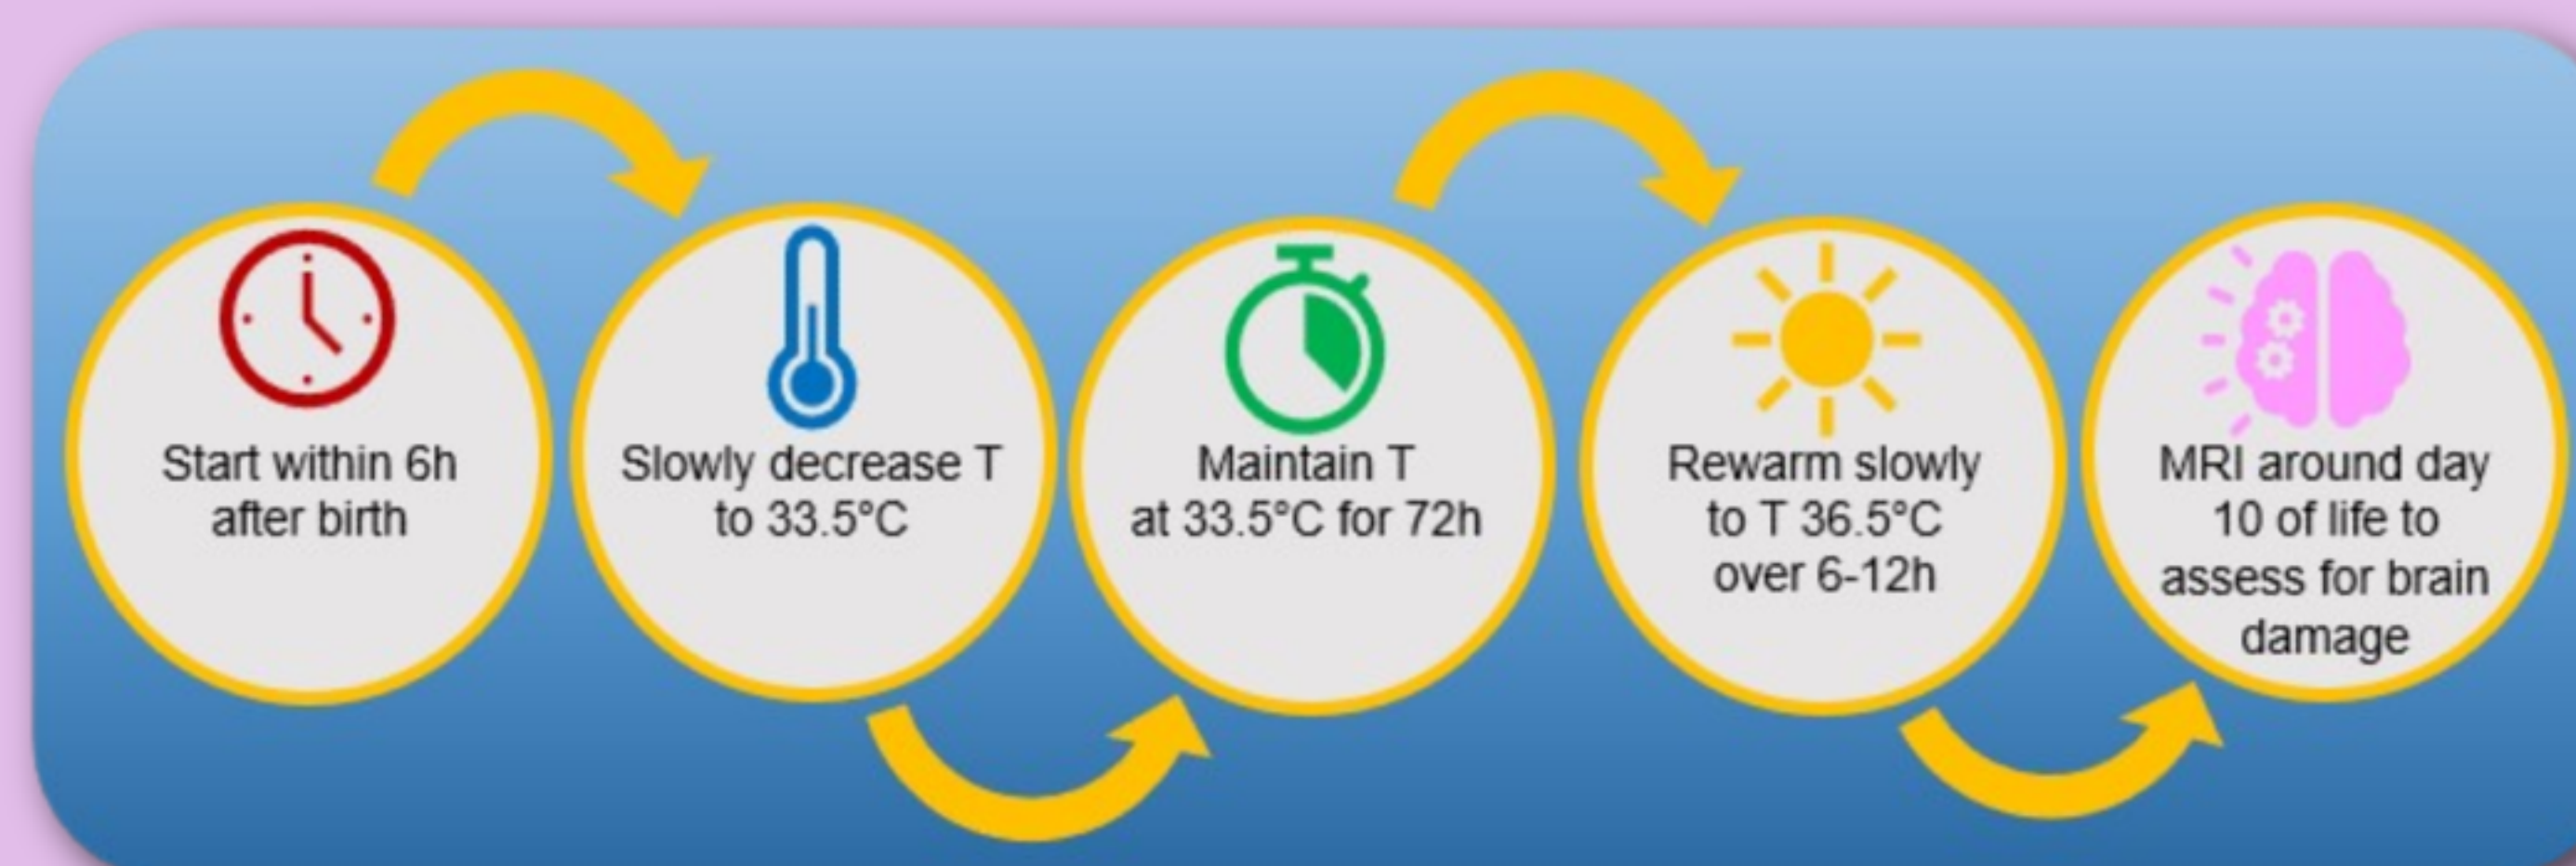 Start within 6h
after birth
Slowly decrease T
to 33.5°C
Maintain T
at 33.5°C for 72h
Rewarm slowly
to T 36.5°C
over 6-12h
MRI around day
10 of life to
assess for brain
damage